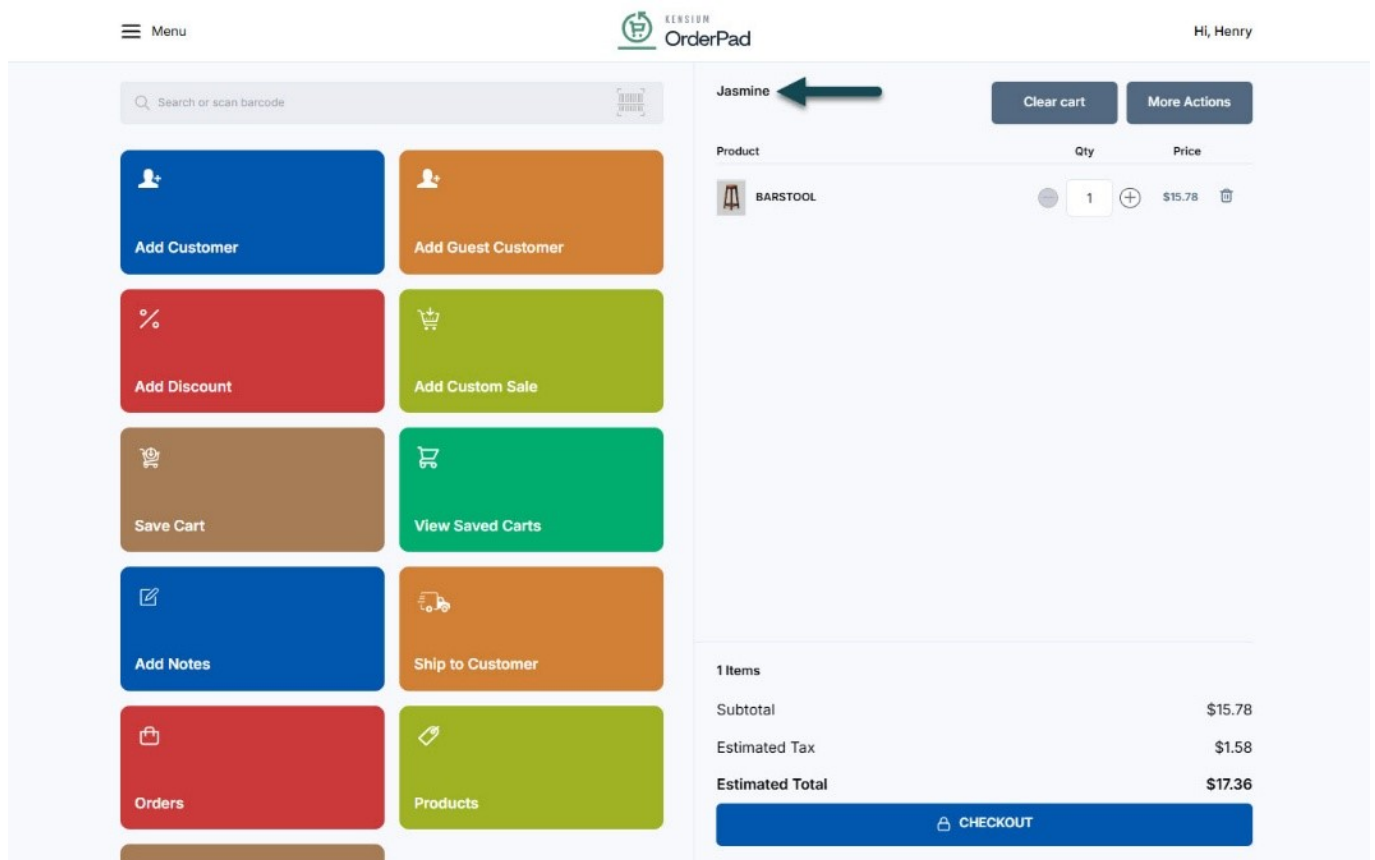 Menu
KENSIUM
OrderPad
Hi, Henry
Search or scan barcode
Add Customer
Add Guest Customer
Add Discount
Add Custom Sale
Save Cart
View Saved Carts
Add Notes
Ship to Customer
Orders
Products
Jasmine
Clear cart
More Actions
Product Qty Price
BARSTOOL 1 $15.78
1 Items
Subtotal $15.78
Estimated Tax $1.58
Estimated Total $17.36
CHECKOUT